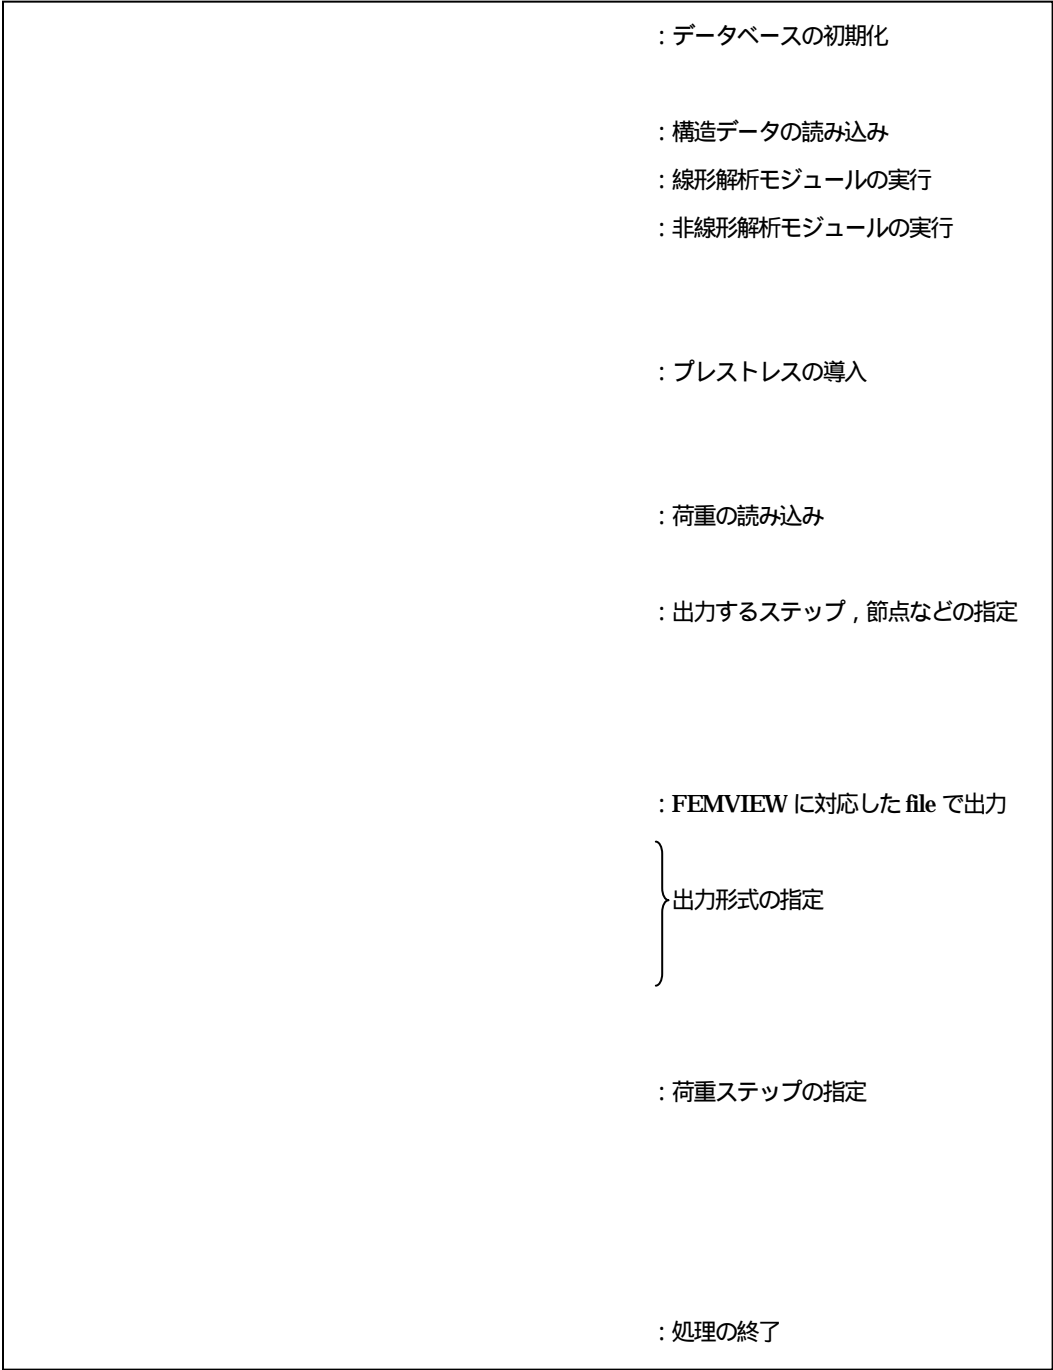 ：データベースの初期化
：構造データの読み込み
：線形解析モジュールの実行
：非線形解析モジュールの実行
：プレストレスの導入
：荷重の読み込み
：出力するステップ，節点などの指定
：FEMVIEW に対応した file で出力
出力形式の指定
：荷重ステップの指定
：処理の終了